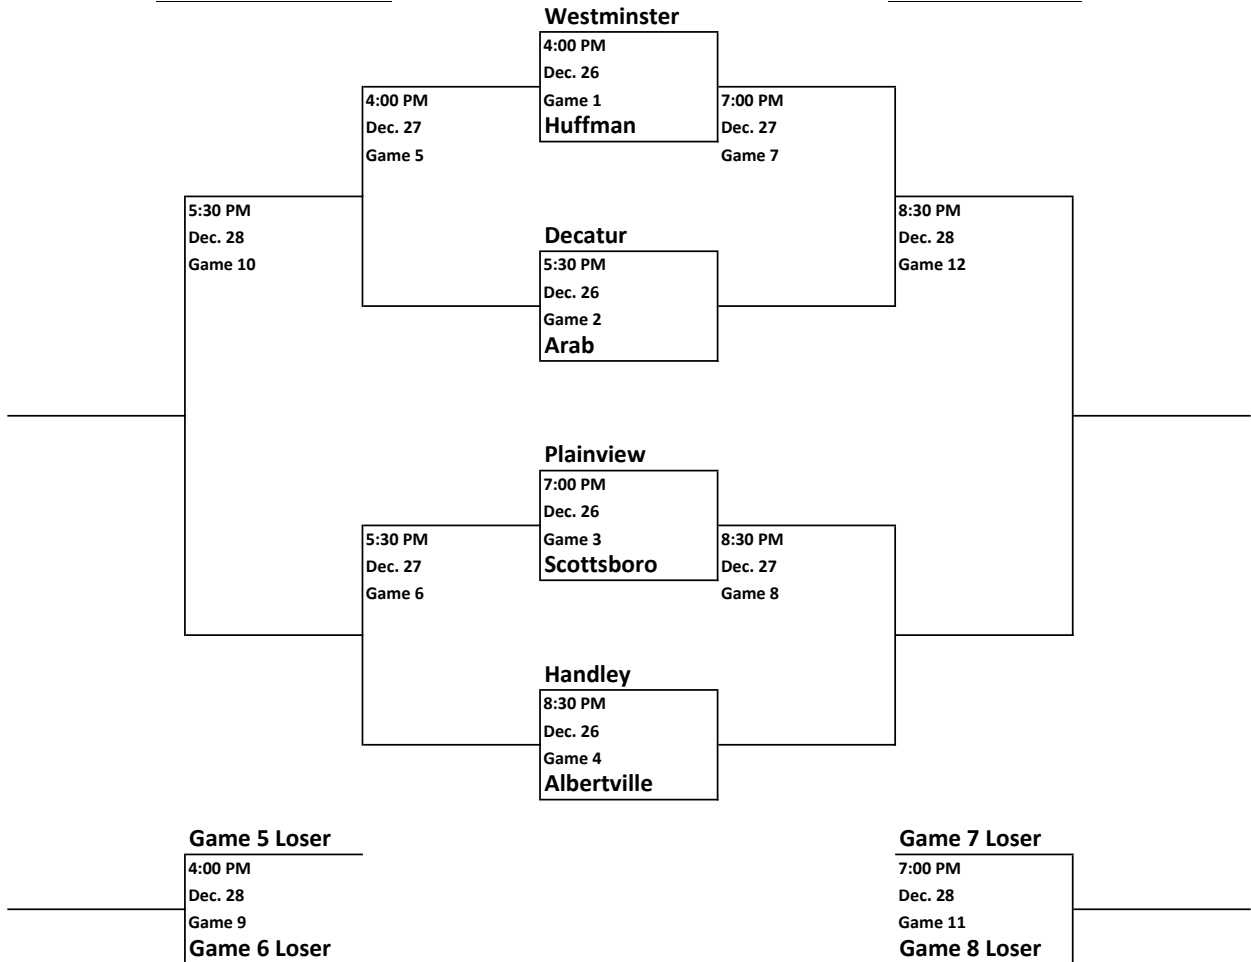 Westminster
4:00 PM
Dec. 26
Game 1
Huffman
4:00 PM
Dec. 27
Game 5
7:00 PM
Dec. 27
Game 7
5:30 PM
Dec. 28
Game 10
Decatur
5:30 PM
Dec. 26
Game 2
Arab
8:30 PM
Dec. 28
Game 12
Plainview
7:00 PM
Dec. 26
Game 3
Scottsboro
5:30 PM
Dec. 27
Game 6
8:30 PM
Dec. 27
Game 8
Handley
8:30 PM
Dec. 26
Game 4
Albertville
Game 5 Loser
4:00 PM
Dec. 28
Game 9
Game 6 Loser
Game 7 Loser
7:00 PM
Dec. 28
Game 11
Game 8 Loser